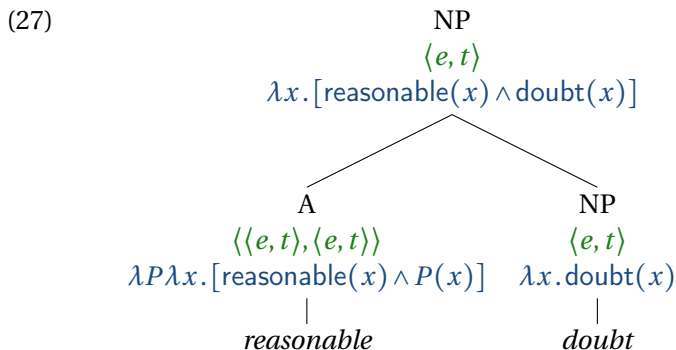 (27)
NP
⟨e, t⟩
λx.[reasonable(x) ∧ doubt(x)]
A NP
⟨⟨e, t⟩, ⟨e, t⟩⟩ ⟨e, t⟩
λPλx.[reasonable(x) ∧ P(x)] λx.doubt(x)
reasonable doubt